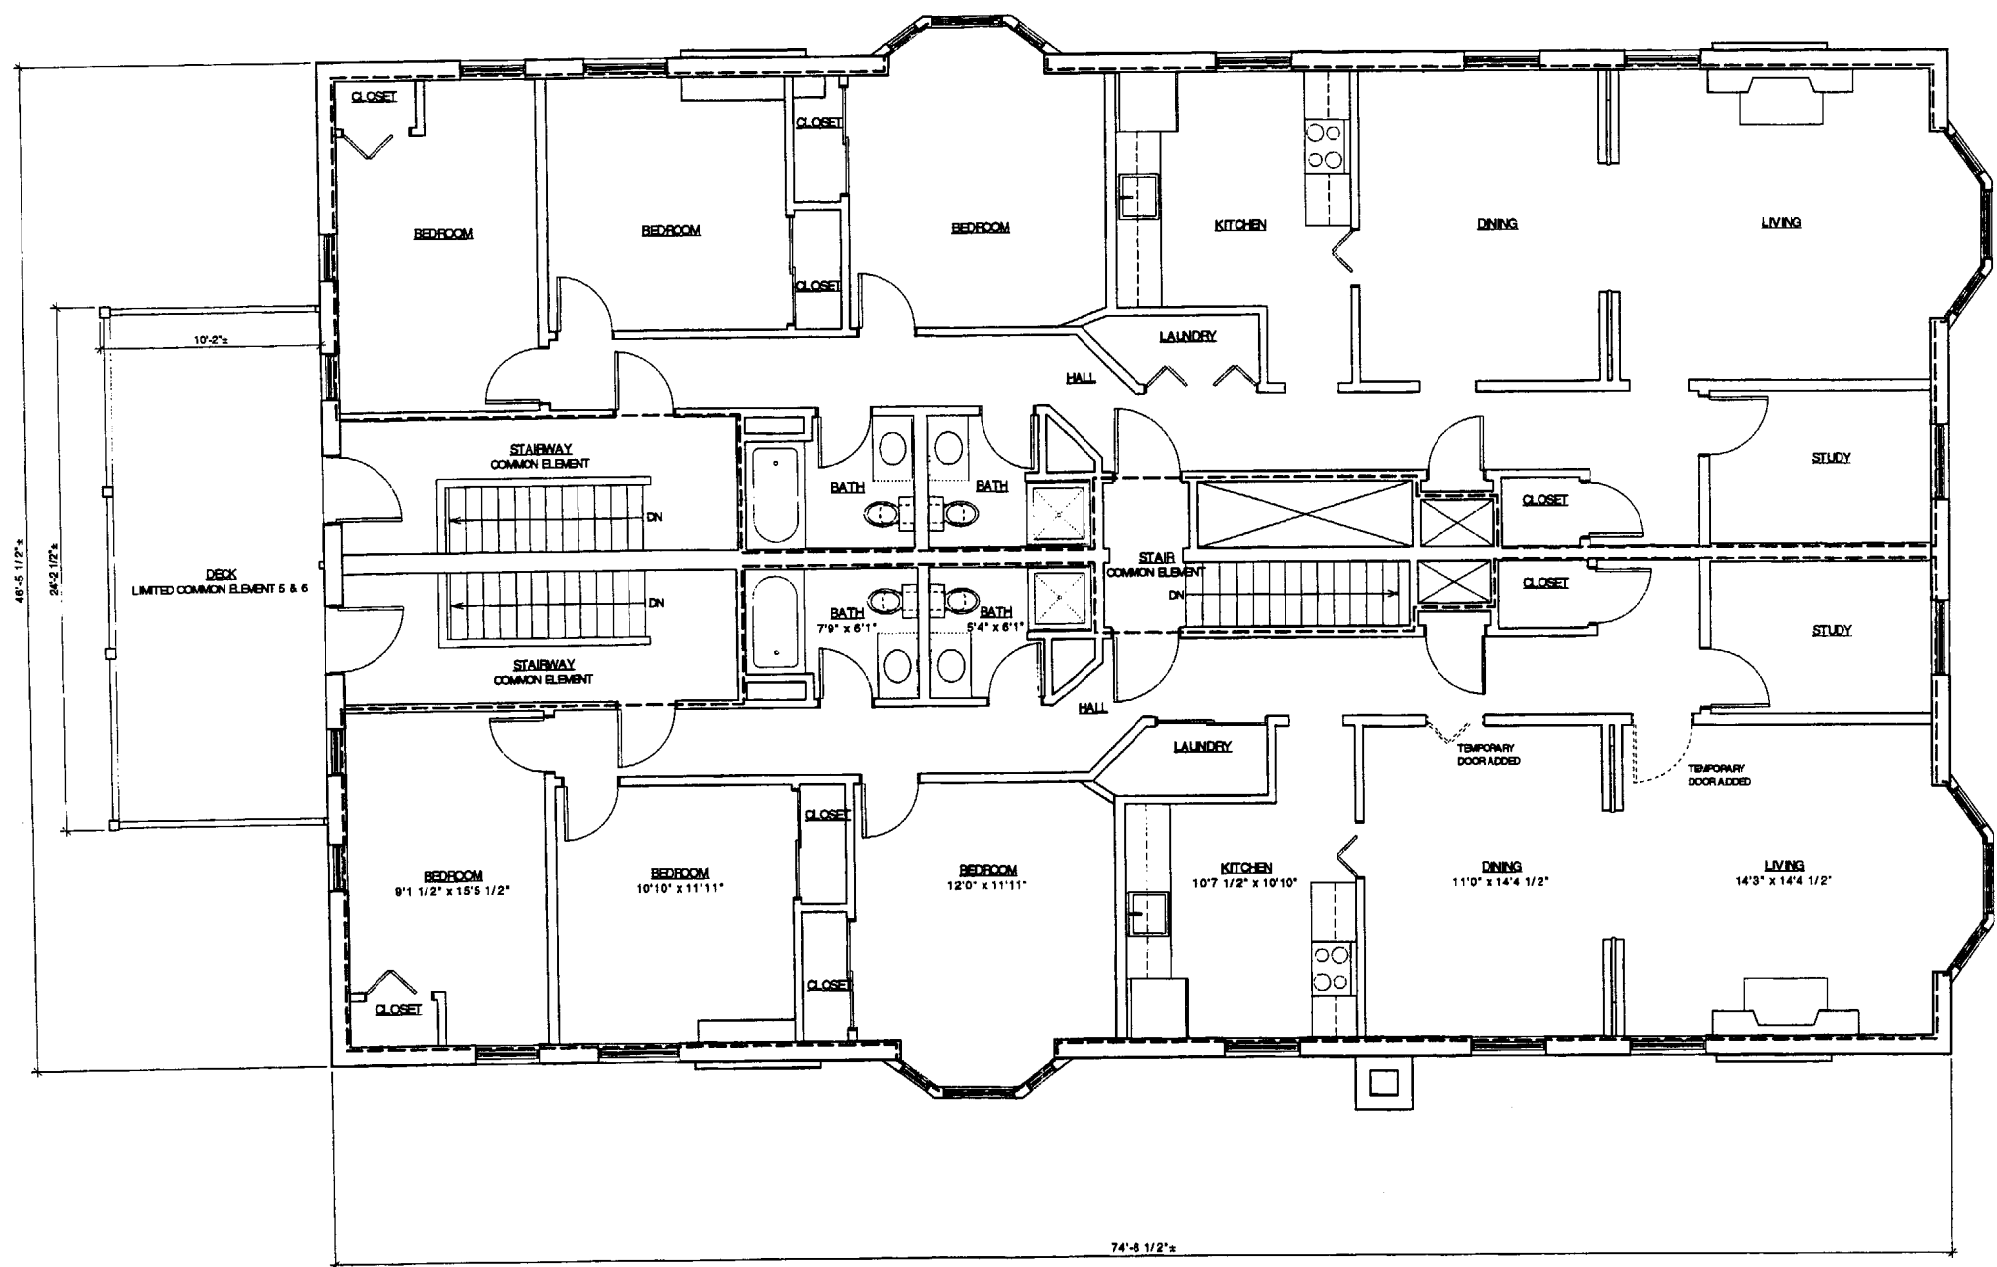 CLOSET
CLOSET
BEDROOM
BEDROOM
BEDROOM
KITCHEN
DINING
LIVING
CLOSET
10'-2"±
LAUNDRY
HALL
STAIRWAY
COMMON ELEMENT
STUDY
BATH
BATH
CLOSET
DN
46'-5 1/2"±
24'-2 1/2"±
DECK
LIMITED COMMON ELEMENT 5 & 6
STAIR
COMMON ELEMENT
CLOSET
DN
DN
BATH
7'9" x 6'1"
BATH
5'4" x 6'1"
STUDY
STAIRWAY
COMMON ELEMENT
HALL
LAUNDRY
TEMPORARY
DOOR ADDED
TEMPORARY
DOOR ADDED
CLOSET
BEDROOM
9'1 1/2" x 15'5 1/2"
BEDROOM
10'10" x 11'11"
BEDROOM
12'0" x 11'11"
KITCHEN
10'7 1/2" x 10'10"
DINING
11'0" x 14'4 1/2"
LIVING
14'3" x 14'4 1/2"
CLOSET
CLOSET
74'-6 1/2"±